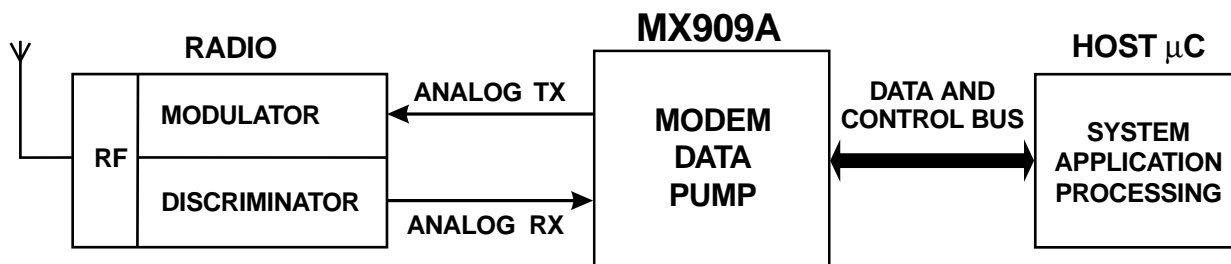 RADIO
RF
MODULATOR
DISCRIMINATOR
ANALOG TX
ANALOG RX
MX909A
MODEM
DATA
PUMP
DATA AND
CONTROL BUS
HOST μC
SYSTEM
APPLICATION
PROCESSING